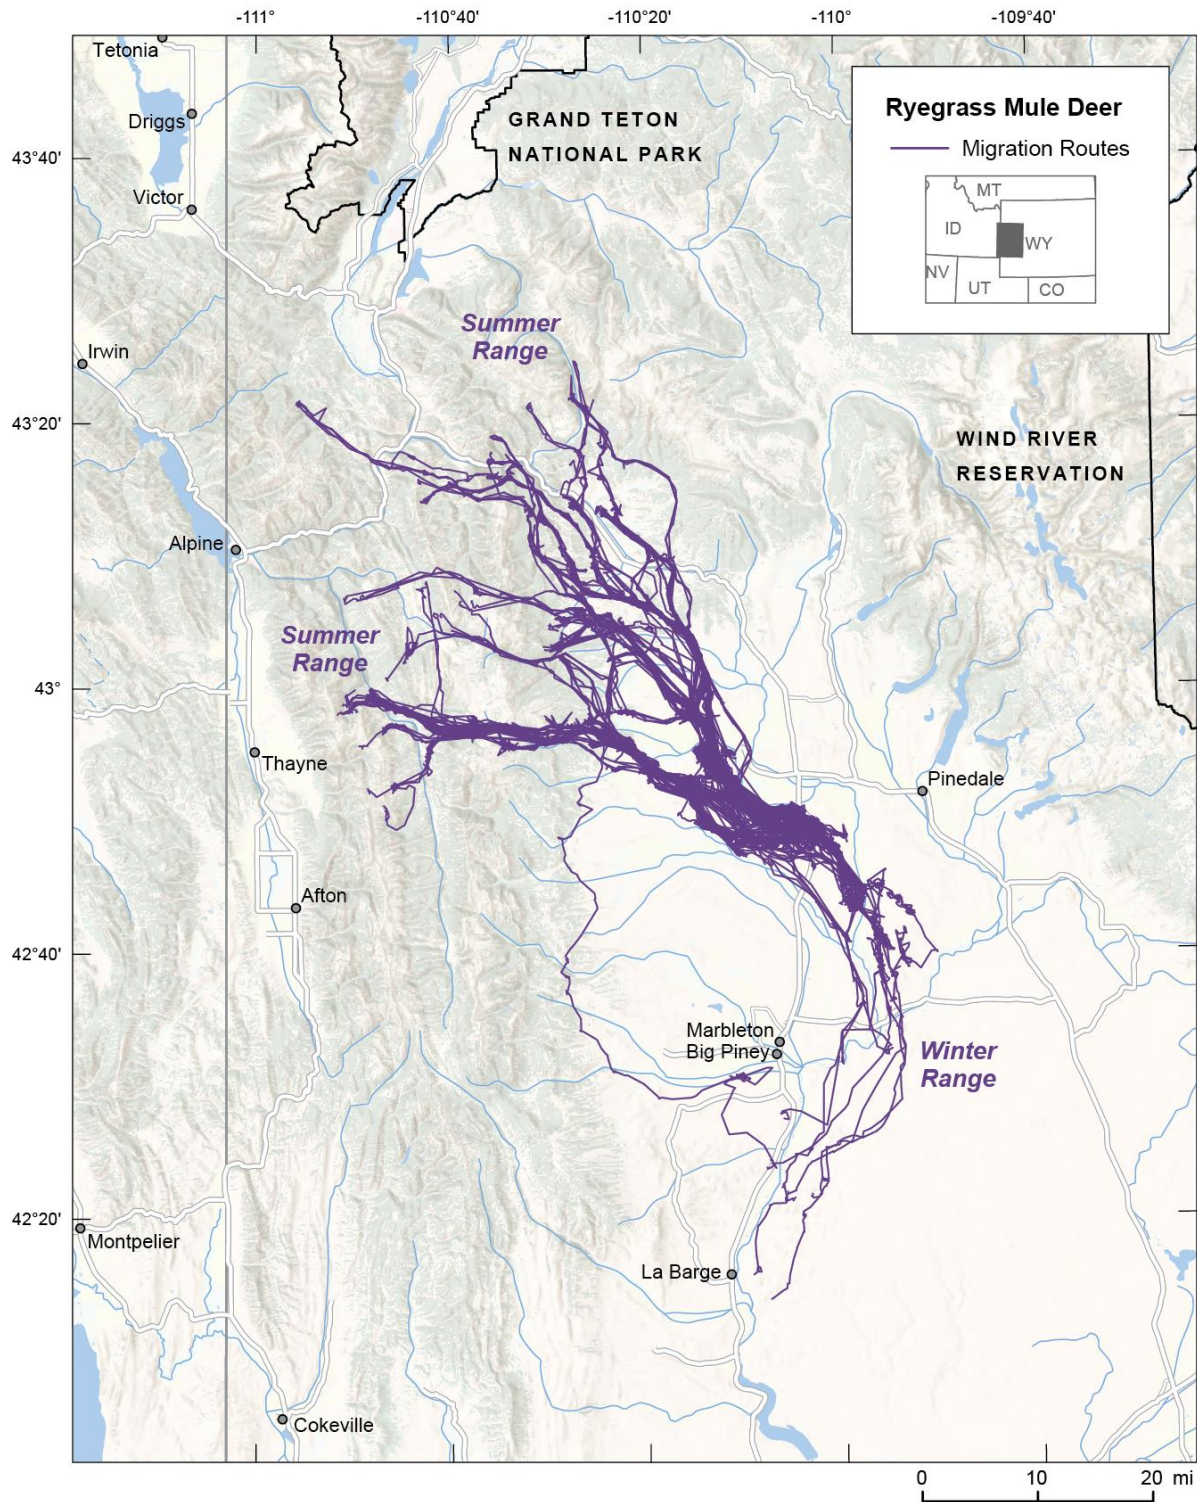 -111°
-110°40'
-110°20'
-110°
-109°40'
Tetonia
Driggs
43°40'
Victor
GRAND TETON
NATIONAL PARK
Ryegrass Mule Deer
Migration Routes
MT
ID
WY
NV
UT
CO
Summer
Range
Irwin
43°20'
WIND RIVER
RESERVATION
Alpine
Summer
Range
43°
Thayne
Pinedale
Afton
42°40'
Marbleton
Big Piney
Winter
Range
42°20'
Montpelier
La Barge
Cokeville
0 10 20 mi